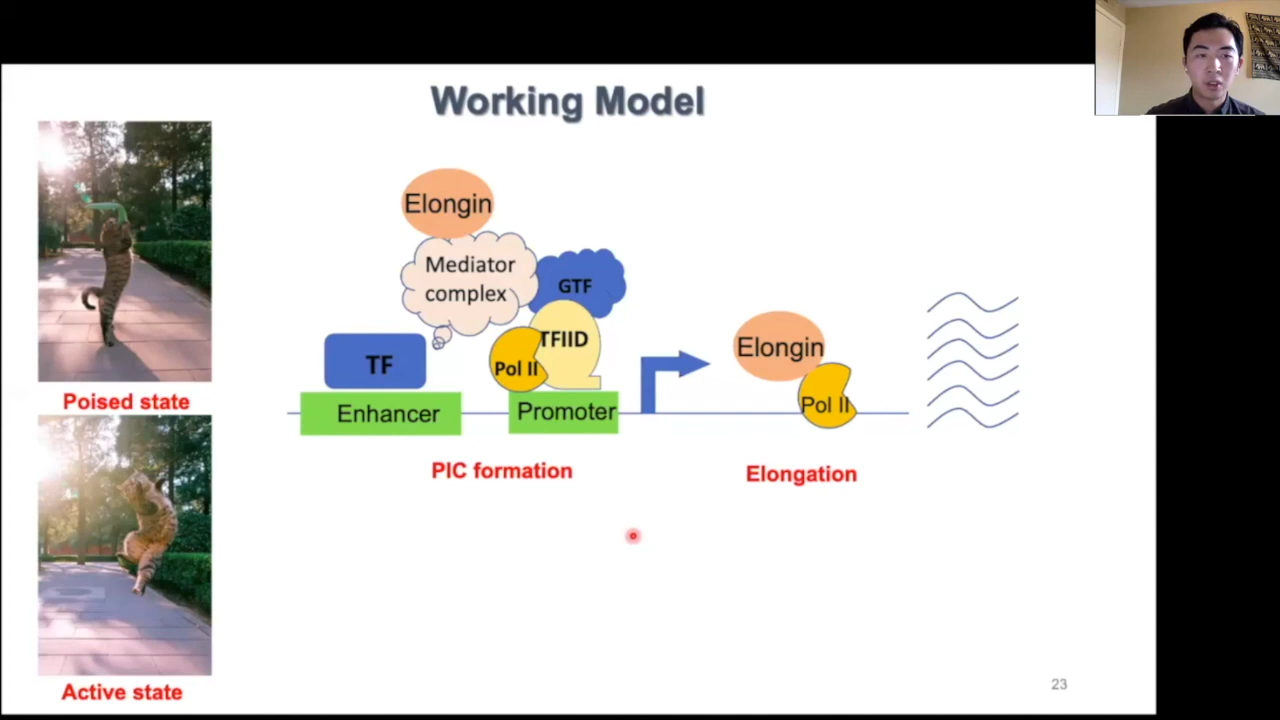 Working Model
Poised state
Active state
Elongin
Mediator
complex
GTF
TFIID
Pol II
TF
Enhancer
Promoter
PIC formation
Elongin
Pol II
Elongation
23